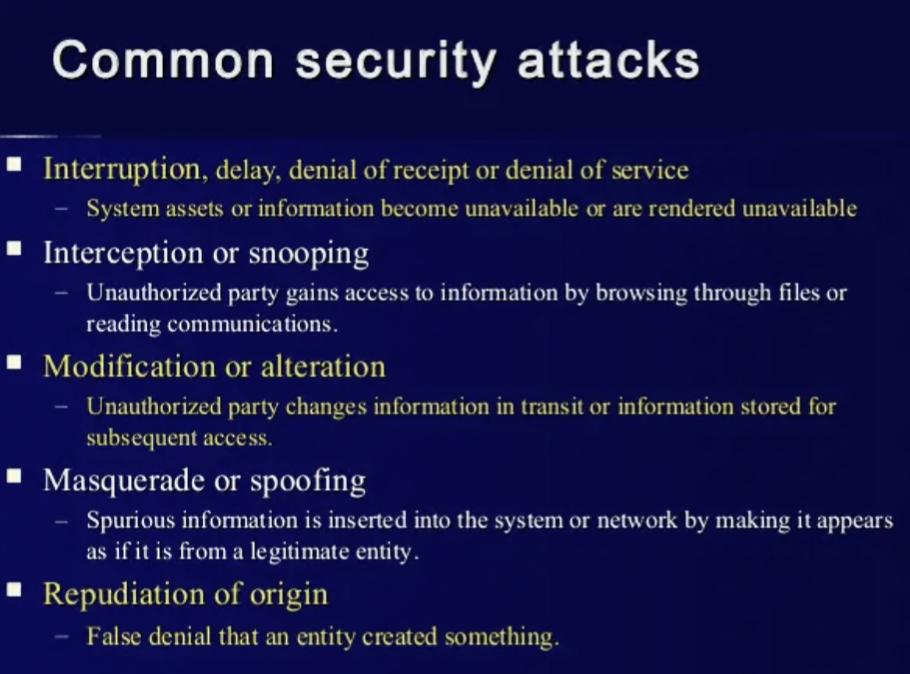 Common security attacks
Interruption, delay, denial of receipt or denial of service
– System assets or information become unavailable or are rendered unavailable
Interception or snooping
– Unauthorized party gains access to information by browsing through files or
reading communications.
Modification or alteration
– Unauthorized party changes information in transit or information stored for
subsequent access.
Masquerade or spoofing
– Spurious information is inserted into the system or network by making it appears
as if it is from a legitimate entity.
Repudiation of origin
– False denial that an entity created something.